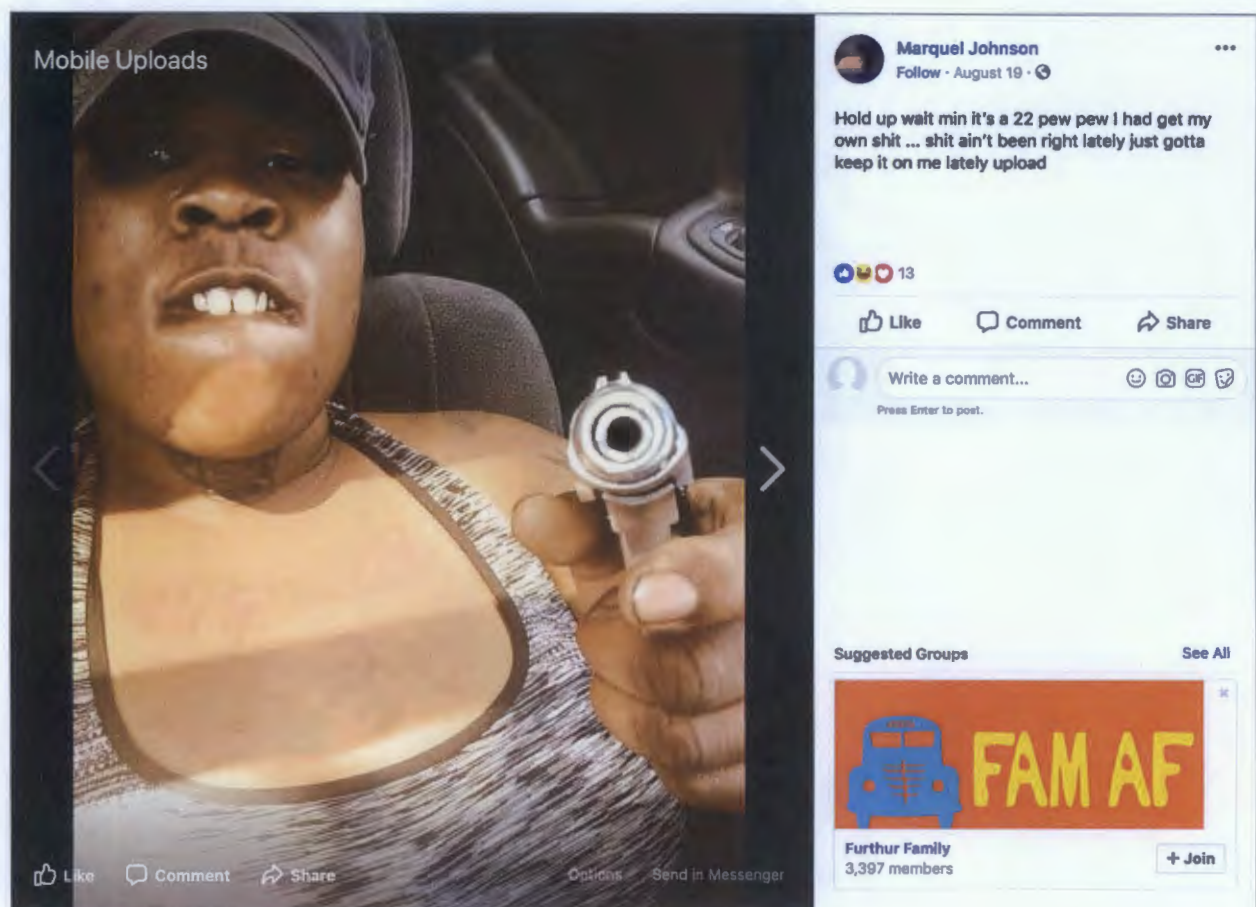 Mobile Uploads
Marquel Johnson
Follow · August 19 ·
Hold up wait min it's a 22 pew pew I had get my
own shit ... shit ain't been right lately just gotta
keep it on me lately upload
13
Like
Comment
Share
Write a comment...
GIF
Press Enter to post.
Suggested Groups
See All
FAM AF
Furthur Family
3,397 members
+ Join
Like
Comment
Share
Options
Send in Messenger